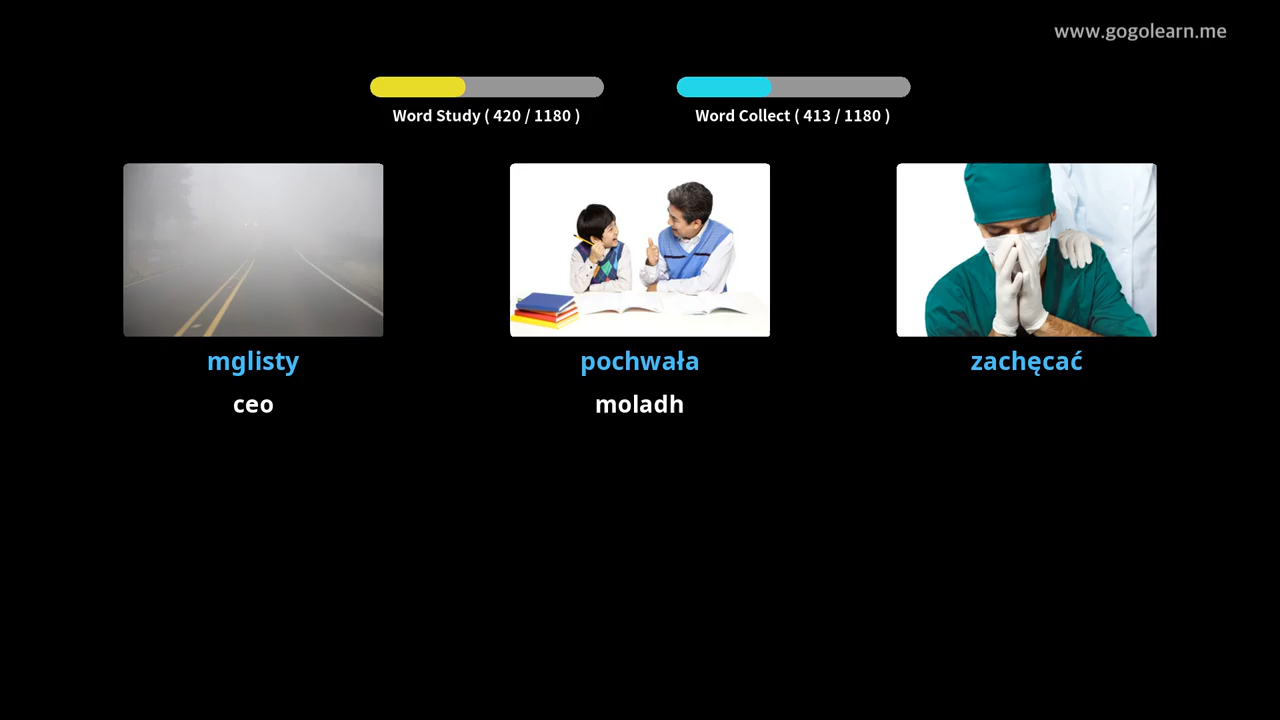 www.gogolearn.me
Word Study ( 420 / 1180 )
Word Collect ( 413 / 1180 )
mglisty
pochwała
zachęcać
ceo
moladh